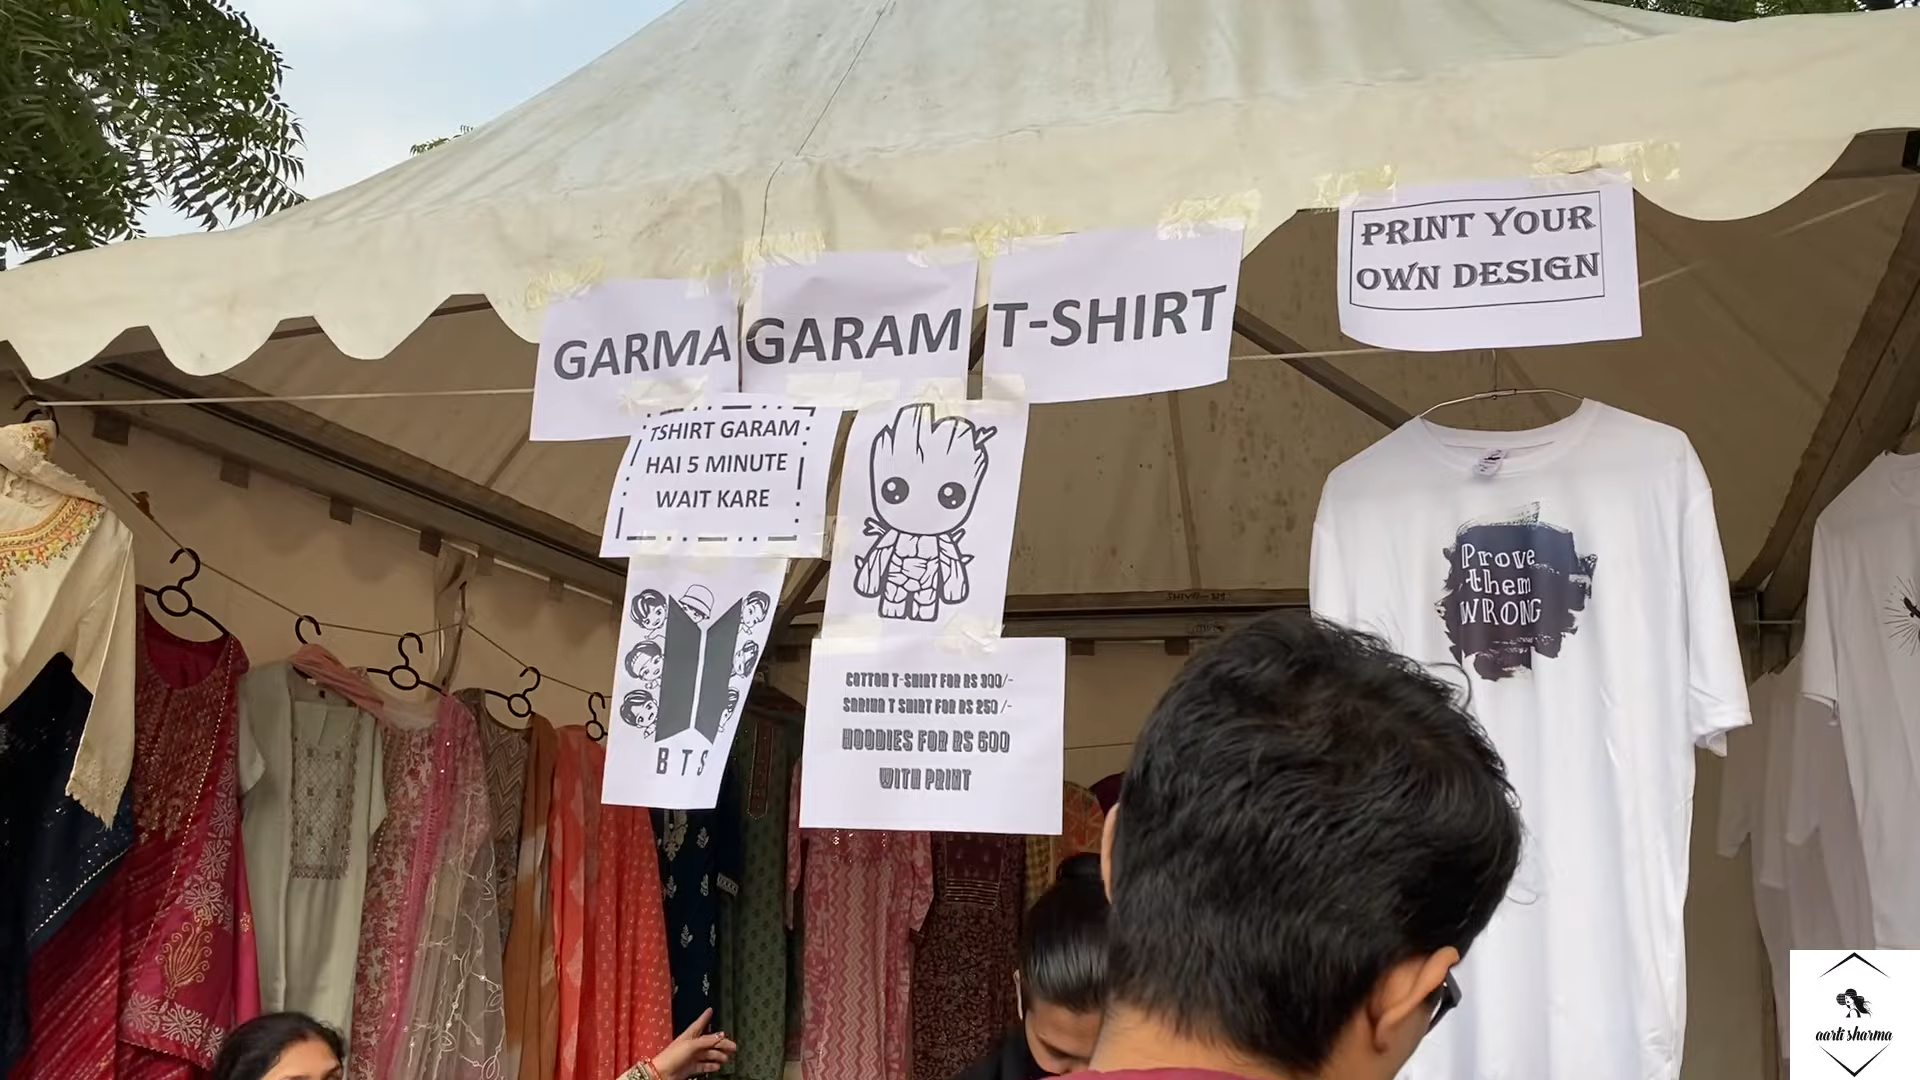 GARMA GARAM T-SHIRT
PRINT YOUR
OWN DESIGN
TSHIRT GARAM
HAI 5 MINUTE
WAIT KARE
BTS
COTTON T-SHIRT FOR RS 300/-
SARINA T SHIRT FOR RS 250 /-
HOODIES FOR RS 600
WITH PRINT
Prove
them
WRONG
aarti sharma